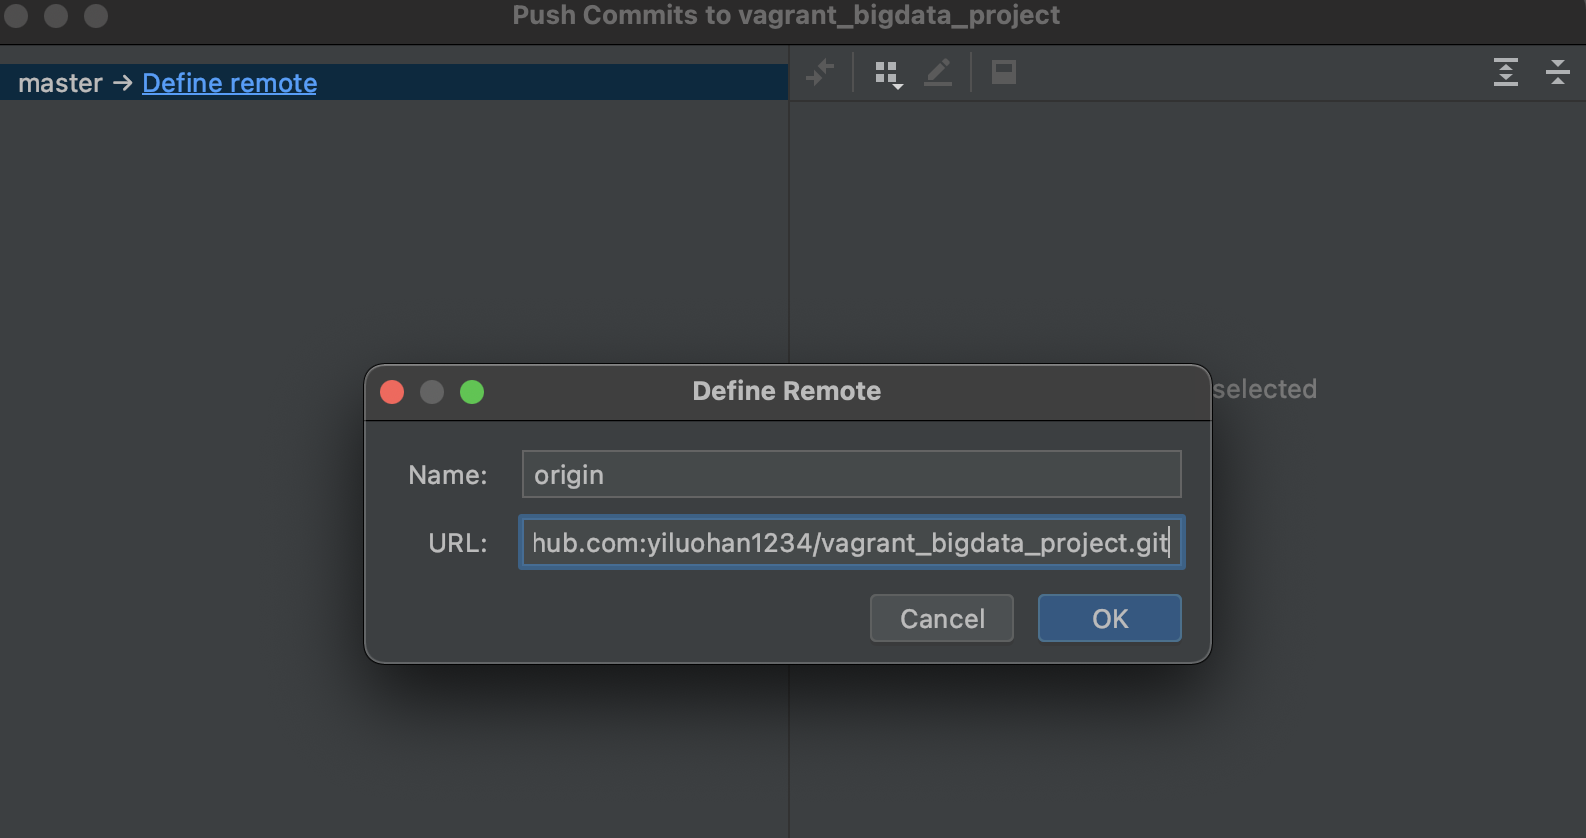 Push Commits to vagrant_bigdata_project
master → Define remote
selected
Define Remote
Name: origin
URL: hub.com:yiluohan1234/vagrant_bigdata_project.git
Cancel OK